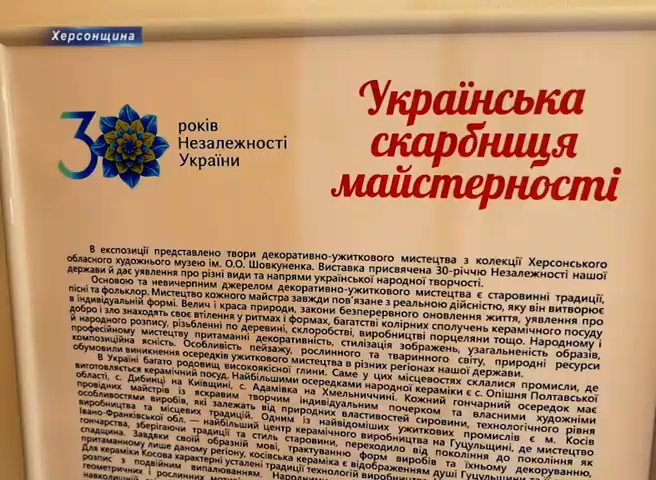 Херсонщина
30
років
Незалежності
України
Українська
скарбниця
майстерності
В експозиції представлено твори декоративно-ужиткового мистецтва з колекції Херсонського
обласного художнього музею ім. О.О. Шовкуненка. Виставка присвячена 30-річчю Незалежності нашої
держави й дає уявлення про різні види та напрями української народної творчості.
Основою та невичерпним джерелом декоративно-ужиткового мистецтва є старовинні традиції,
пісні та фольклор. Мистецтво кожного майстра завжди пов'язане з реальною дійсністю, яку він витворює
в індивідуальній формі. Велич і краса природи, закони безперервного оновлення життя, уявлення про
добро і зло знаходять своє втілення у ритмах і формах, багатстві колірних сполучень керамічного посуду
й народного розпису, різьбленні по деревині, склоробстві, виробництві порцеляни тощо. Народному і
професійному мистецтву притаманні декоративність, стилізація зображень, узагальненість образів,
композиційна ясність. Особливість пейзажу, рослинного та тваринного світу, природні ресурси
обумовили виникнення осередків ужиткового мистецтва в різних регіонах нашої держави.
В Україні багато родовищ високоякісної глини. Саме у цих місцевостях склалися промисли, де
виготовляється керамічний посуд. Найбільшими осередками народної кераміки є с. Опішня Полтавської
області, с. Дибинці на Київщині, с. Адамівка на Хмельниччині. Кожний гончарний осередок має
провідних майстрів із яскравим творчим індивідуальним почерком та власними художніми
особливостями виробів, які залежать від природних властивостей сировини, технологічного рівня
виробництва та місцевих традицій. Одним із найвідоміших ужиткових промислів є м. Косів
Івано-Франківської обл. — найбільший центр керамічного виробництва на Гуцульщині, де мистецтво
гончарства, зберігаючи традиції та стиль старовини, переходило від покоління до покоління як
спадщина. Завдяки своїй образній мові, трактуванню форм виробів та їхньому декоруванню,
притаманному лише даному регіону, косівська кераміка є відображенням душі Гуцульщини та
Для кераміки Косова характерні усталені традиції технології виробництва
розпис з подвійним випалюванням. Народними
геометричних і рослинних